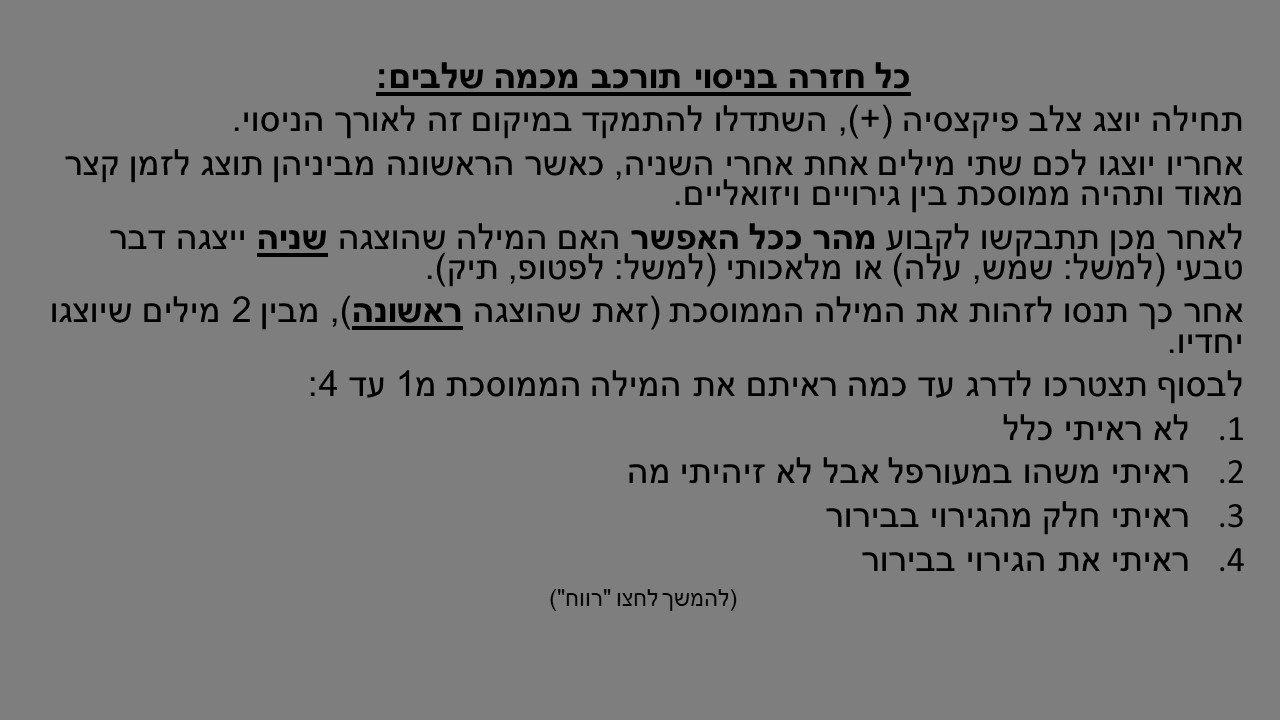 כל חזרה בניסוי תורכב מכמה שלבים:
תחילה יוצג צלב פיקצסיה (+), השתדלו להתמקד במיקום זה לאורך הניסוי.
אחריו יוצגו לכם שתי מילים אחת אחרי השניה, כאשר הראשונה מביניהן תוצג לזמן קצר
מאוד ותהיה ממוסכת בין גירויים ויזואליים.
לאחר מכן תתבקשו לקבוע מהר ככל האפשר האם המילה שהוצגה שניה ייצגה דבר
טבעי (למשל: שמש, עלה) או מלאכותי (למשל: לפטופ, תיק).
אחר כך תנסו לזהות את המילה הממוסכת (זאת שהוצגה ראשונה), מבין 2 מילים שיוצגו
יחדיו.
לבסוף תצטרכו לדרג עד כמה ראיתם את המילה הממוסכת מ1 עד 4:
1. לא ראיתי כלל
2. ראיתי משהו במעורפל אבל לא זיהיתי מה
3. ראיתי חלק מהגירוי בבירור
4. ראיתי את הגירוי בבירור
(להמשך לחצו "רווח")